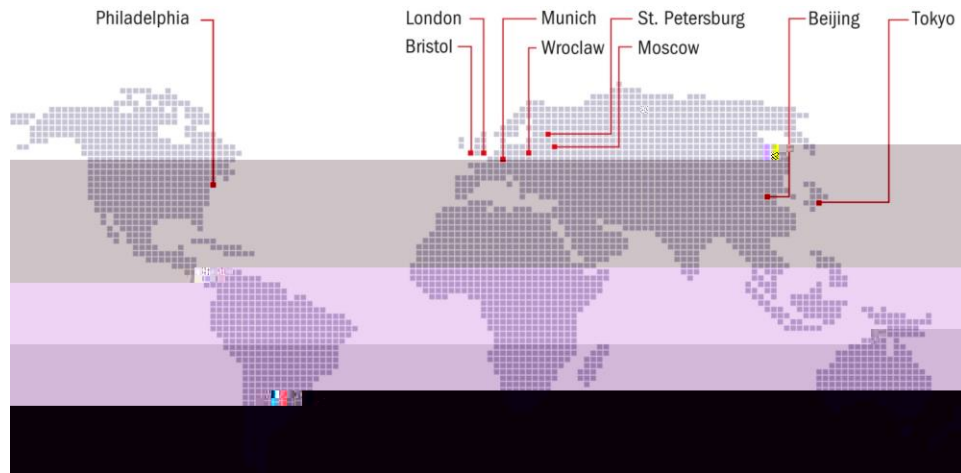 Philadelphia London Munich St. Petersburg Beijing Tokyo
Bristol Wroclaw Moscow